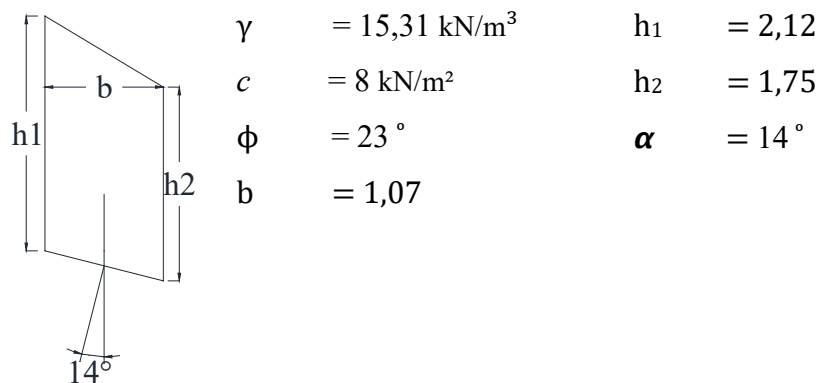 γ = 15,31 kN/m³ h₁ = 2,12
c = 8 kN/m² h₂ = 1,75
ϕ = 23 ° α = 14 °
b = 1,07
b
h1
h2
14°